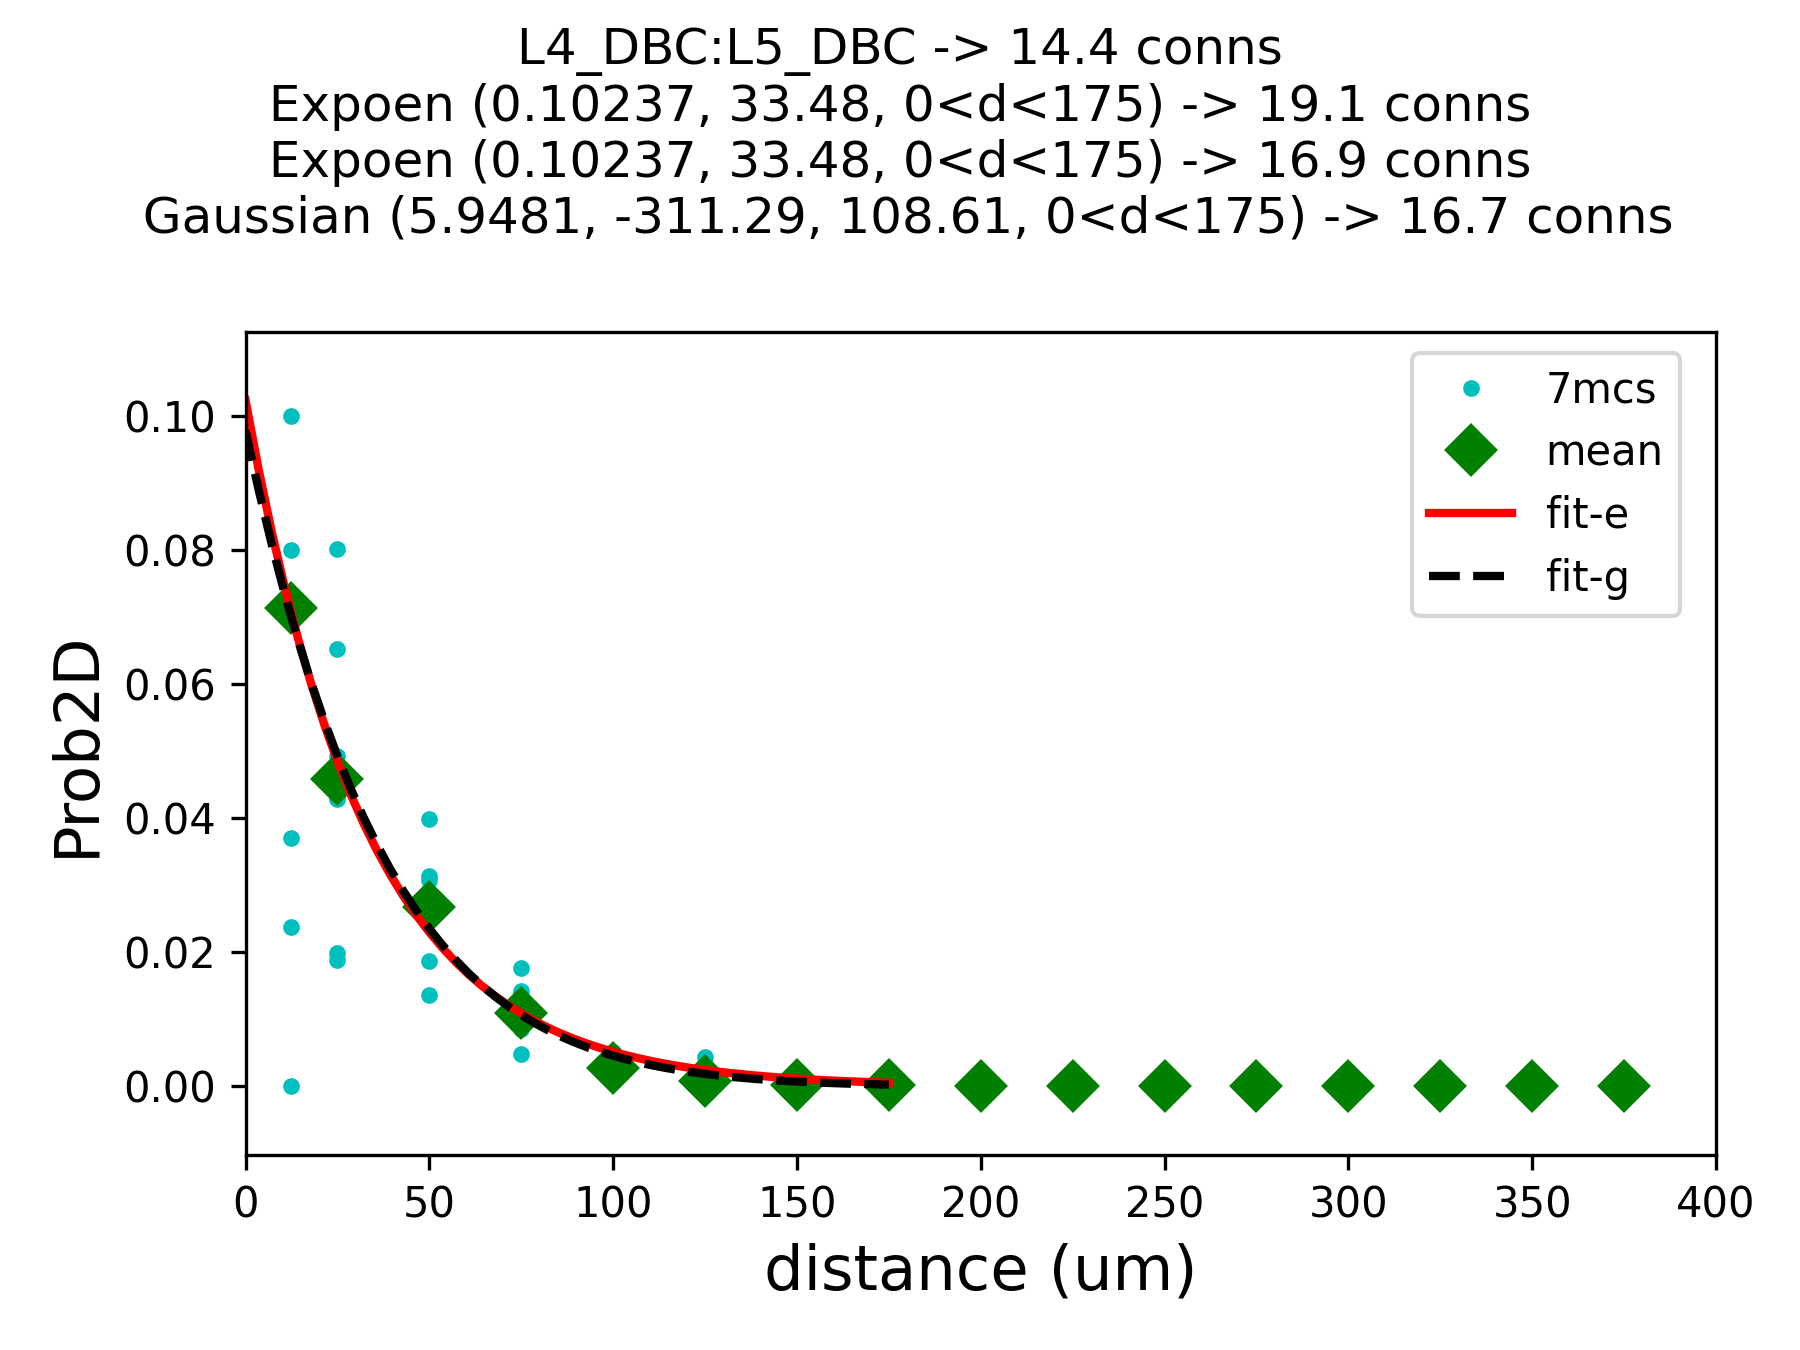 L4_DBC:L5_DBC -> 14.4 conns
Expoen (0.10237, 33.48, 0<d<175) -> 19.1 conns
Expoen (0.10237, 33.48, 0<d<175) -> 16.9 conns
Gaussian (5.9481, -311.29, 108.61, 0<d<175) -> 16.7 conns
7mcs
mean
fit-e
fit-g
Prob2D
0.10
0.08
0.06
0.04
0.02
0.00
0 50 100 150 200 250 300 350 400
distance (um)